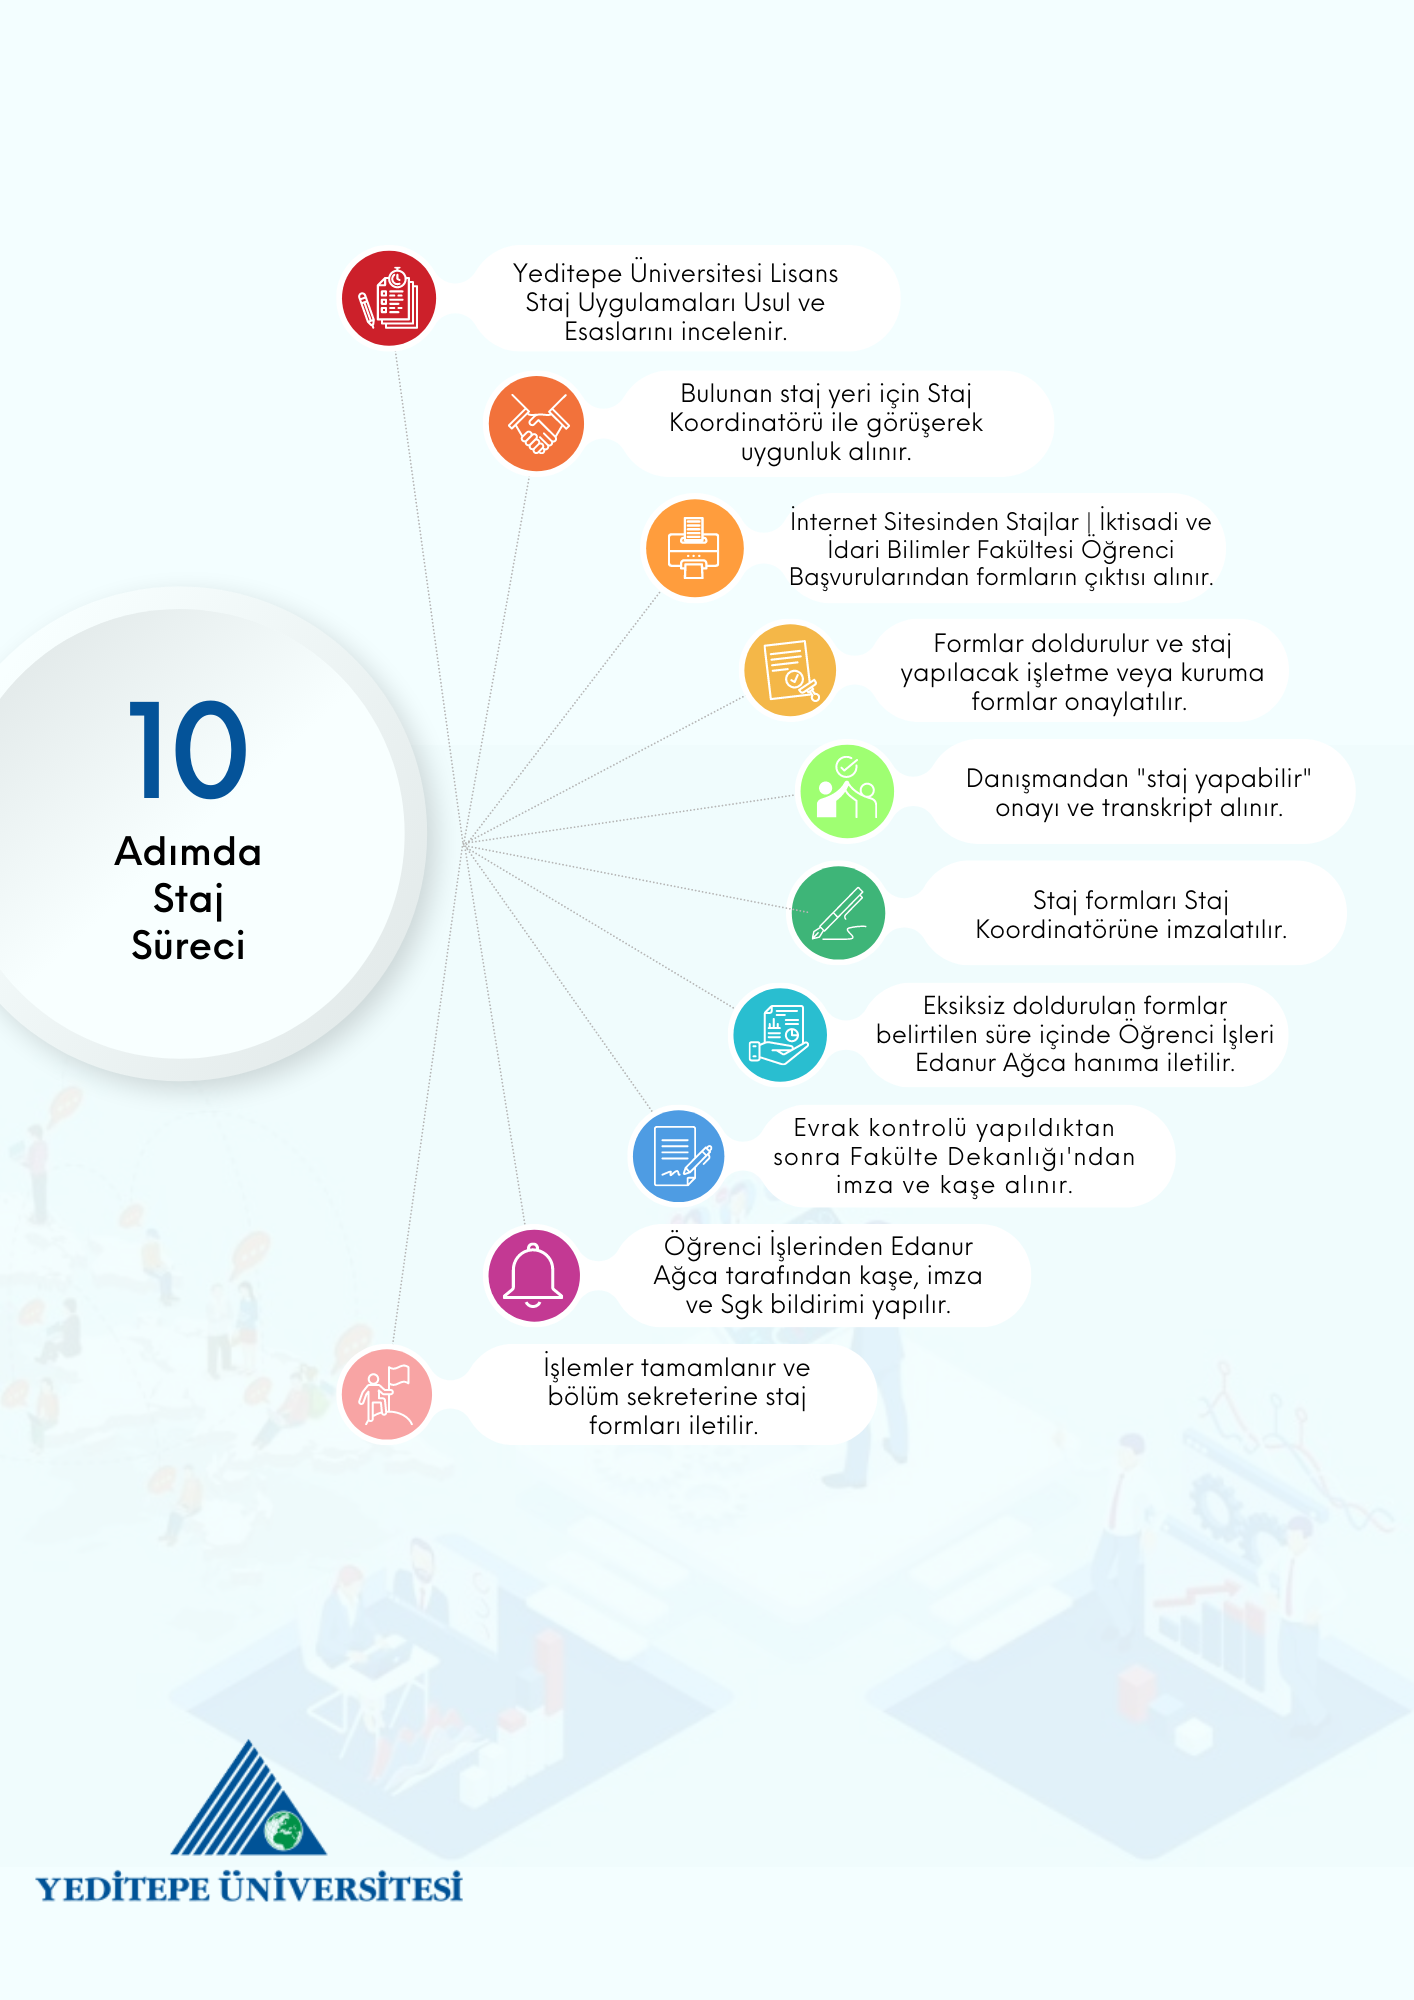 Yeditepe Üniversitesi Lisans
Staj Uygulamaları Usul ve
Esaslarını incelenir.
Bulunan staj yeri için Staj
Koordinatörü ile görüşerek
uygunluk alınır.
İnternet Sitesinden Stajlar | İktisadi ve
İdari Bilimler Fakültesi Öğrenci
Başvurularından formların çıktısı alınır.
Formlar doldurulur ve staj
yapılacak işletme veya kuruma
formlar onaylatılır.
10
Adımda
Staj
Süreci
Danışmandan "staj yapabilir"
onayı ve transkript alınır.
Staj formları Staj
Koordinatörüne imzalatılır.
Eksiksiz doldurulan formlar
belirtilen süre içinde Öğrenci İşleri
Edanur Ağca hanıma iletilir.
Evrak kontrolü yapıldıktan
sonra Fakülte Dekanlığı'ndan
imza ve kaşe alınır.
Öğrenci İşlerinden Edanur
Ağca tarafından kaşe, imza
ve Sgk bildirimi yapılır.
İşlemler tamamlanır ve
bölüm sekreterine staj
formları iletilir.
YEDİTEPE ÜNİVERSİTESİ